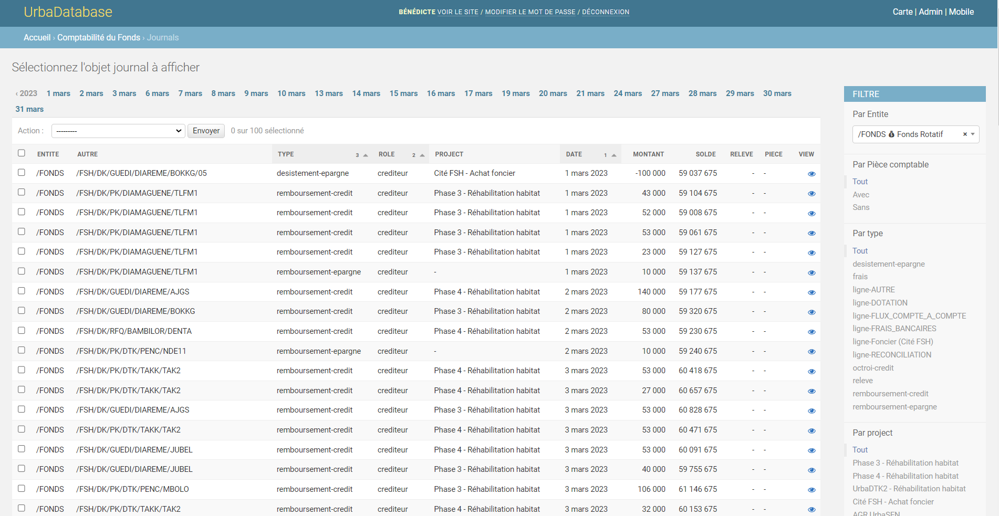 UrbaDatabase
BÉNÉDICTE VOIR LE SITE / MODIFIER LE MOT DE PASSE / DÉCONNEXION
Carte | Admin | Mobile
Accueil › Comptabilité du Fonds › Journals
Sélectionnez l'objet journal à afficher
‹ 2023 1 mars 2 mars 3 mars 6 mars 7 mars 8 mars 9 mars 10 mars 13 mars 14 mars 15 mars 16 mars 17 mars 19 mars 20 mars 21 mars 24 mars 27 mars 28 mars 29 mars 30 mars
31 mars
Action : --------- Envoyer 0 sur 100 sélectionné
ENTITE AUTRE TYPE 3 ROLE 2 PROJECT DATE 1 MONTANT SOLDE RELEVE PIECE VIEW
/FONDS /FSH/DK/GUEDI/DIAREME/BOKKG/05 desistement-epargne crediteur Cité FSH - Achat foncier 1 mars 2023 -100 000 59 037 675 - -
/FONDS /FSH/DK/PK/DIAMAGUENE/TLFM1 remboursement-credit crediteur Phase 3 - Réhabilitation habitat 1 mars 2023 43 000 59 104 675 - -
/FONDS /FSH/DK/PK/DIAMAGUENE/TLFM1 remboursement-credit crediteur Phase 3 - Réhabilitation habitat 1 mars 2023 52 000 59 008 675 - -
/FONDS /FSH/DK/PK/DIAMAGUENE/TLFM1 remboursement-credit crediteur Phase 3 - Réhabilitation habitat 1 mars 2023 53 000 59 061 675 - -
/FONDS /FSH/DK/PK/DIAMAGUENE/TLFM1 remboursement-credit crediteur Phase 3 - Réhabilitation habitat 1 mars 2023 23 000 59 127 675 - -
/FONDS /FSH/DK/PK/DIAMAGUENE/TLFM1 remboursement-epargne crediteur - 1 mars 2023 10 000 59 137 675 - -
/FONDS /FSH/DK/GUEDI/DIAREME/AJGS remboursement-credit crediteur Phase 4 - Réhabilitation habitat 2 mars 2023 140 000 59 177 675 - -
/FONDS /FSH/DK/GUEDI/DIAREME/BOKKG remboursement-credit crediteur Phase 3 - Réhabilitation habitat 2 mars 2023 80 000 59 320 675 - -
/FONDS /FSH/DK/RFQ/BAMBILOR/DENTA remboursement-credit crediteur Phase 4 - Réhabilitation habitat 2 mars 2023 53 000 59 230 675 - -
/FONDS /FSH/DK/PK/DTK/PENC/NDE11 remboursement-epargne crediteur - 2 mars 2023 10 000 59 240 675 - -
/FONDS /FSH/DK/PK/DTK/TAKK/TAK2 remboursement-credit crediteur Phase 4 - Réhabilitation habitat 3 mars 2023 53 000 60 418 675 - -
/FONDS /FSH/DK/PK/DTK/TAKK/TAK2 remboursement-credit crediteur Phase 4 - Réhabilitation habitat 3 mars 2023 27 000 60 657 675 - -
/FONDS /FSH/DK/GUEDI/DIAREME/AJGS remboursement-credit crediteur Phase 3 - Réhabilitation habitat 3 mars 2023 53 000 60 828 675 - -
/FONDS /FSH/DK/PK/DTK/TAKK/TAK2 remboursement-credit crediteur Phase 4 - Réhabilitation habitat 3 mars 2023 53 000 60 471 675 - -
/FONDS /FSH/DK/GUEDI/DIAREME/JUBEL remboursement-credit crediteur Phase 4 - Réhabilitation habitat 3 mars 2023 53 000 60 091 675 - -
/FONDS /FSH/DK/GUEDI/DIAREME/JUBEL remboursement-credit crediteur Phase 3 - Réhabilitation habitat 3 mars 2023 40 000 59 755 675 - -
/FONDS /FSH/DK/PK/DTK/PENC/MBOLO remboursement-credit crediteur Phase 3 - Réhabilitation habitat 3 mars 2023 106 000 61 146 675 - -
/FONDS /FSH/DK/PK/DTK/TAKK/TAK2 remboursement-credit crediteur Phase 4 - Réhabilitation habitat 3 mars 2023 32 000 60 153 675 - -
FILTRE
Par Entite
/FONDS 💰 Fonds Rotatif ×
Par Pièce comptable
Tout
Avec
Sans
Par type
Tout
desistement-epargne
frais
ligne-AUTRE
ligne-DOTATION
ligne-FLUX_COMPTE_A_COMPTE
ligne-FRAIS_BANCAIRES
ligne-Foncier (Cité FSH)
ligne-RECONCILIATION
octroi-credit
releve
remboursement-credit
remboursement-epargne
Par project
Tout
Phase 3 - Réhabilitation habitat
Phase 4 - Réhabilitation habitat
UrbaDTK2 - Réhabilitation habitat
Cité FSH - Achat foncier
AGR UrbaSEN